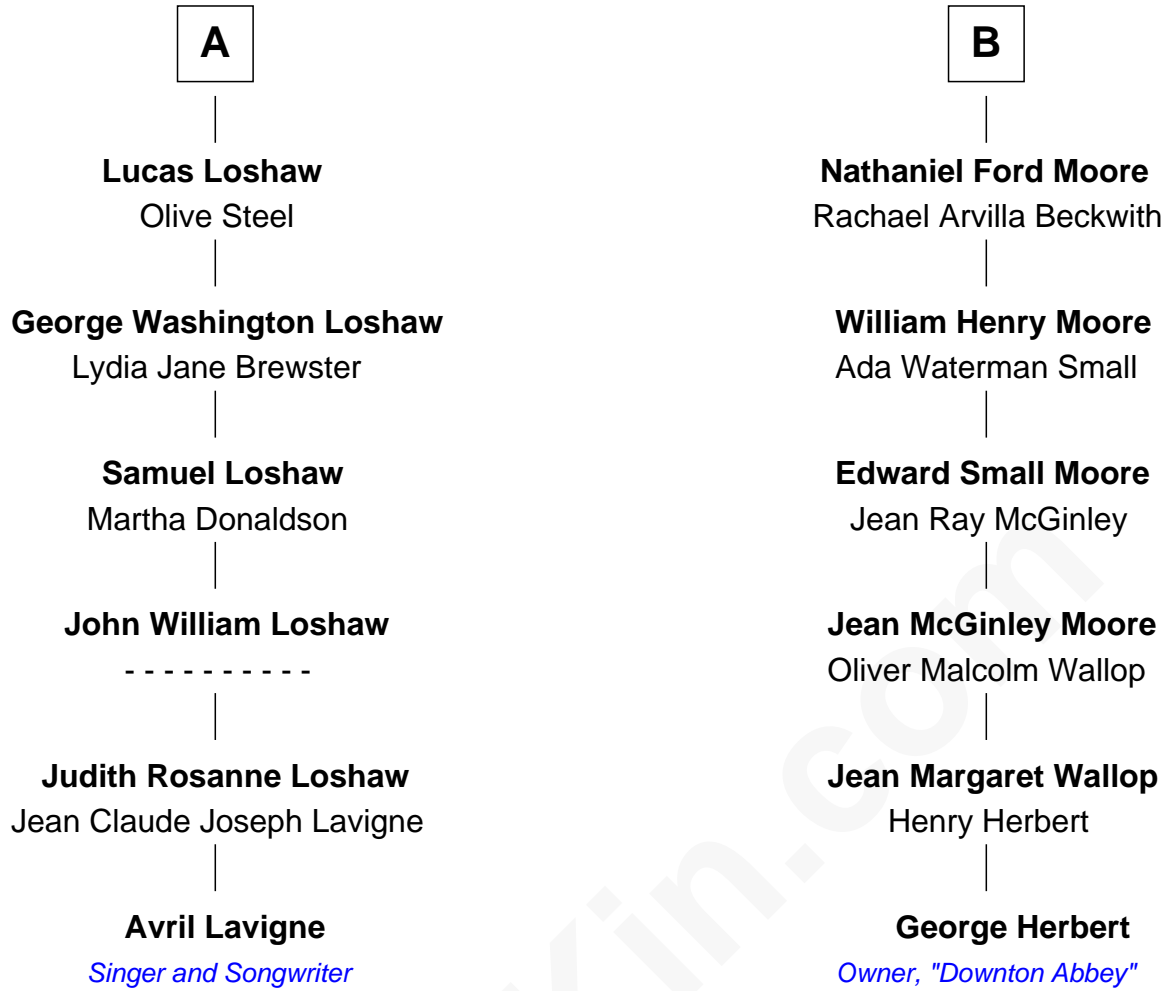 A
Lucas Loshaw
Olive Steel
George Washington Loshaw
Lydia Jane Brewster
Samuel Loshaw
Martha Donaldson
John William Loshaw
- - - - - - - - - -
Judith Rosanne Loshaw
Jean Claude Joseph Lavigne
Avril Lavigne
Singer and Songwriter
B
Nathaniel Ford Moore
Rachael Arvilla Beckwith
William Henry Moore
Ada Waterman Small
Edward Small Moore
Jean Ray McGinley
Jean McGinley Moore
Oliver Malcolm Wallop
Jean Margaret Wallop
Henry Herbert
George Herbert
Owner, "Downton Abbey"
Kin.com